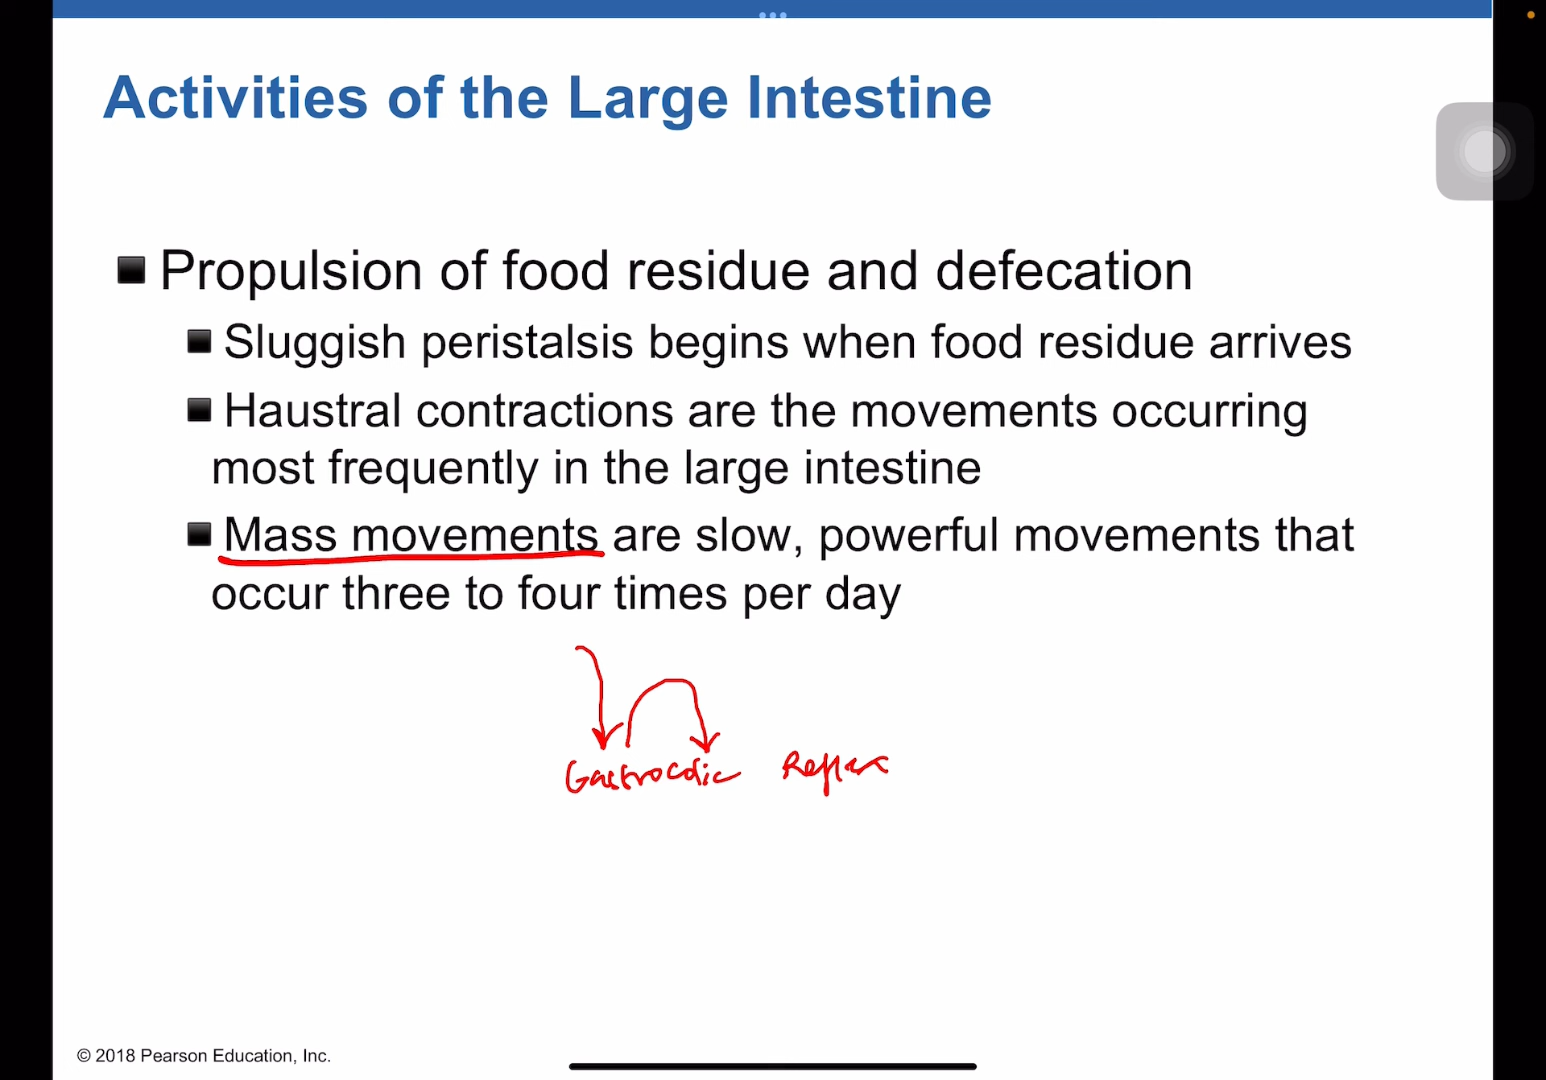 Activities of the Large Intestine
Propulsion of food residue and defecation
Sluggish peristalsis begins when food residue arrives
Haustral contractions are the movements occurring
most frequently in the large intestine
Mass movements are slow, powerful movements that
occur three to four times per day
Gastrocolic Reflex
© 2018 Pearson Education, Inc.